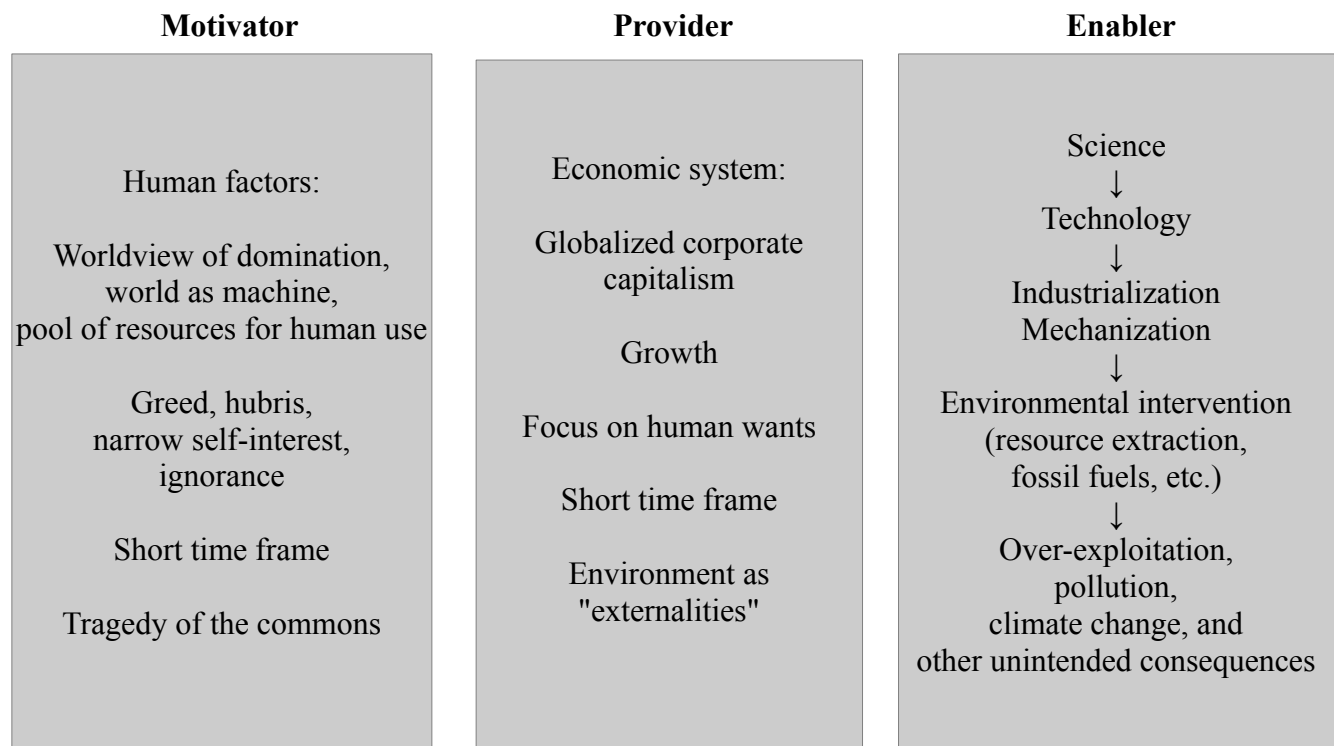 Motivator
Human factors:
Worldview of domination,
world as machine,
pool of resources for human use
Greed, hubris,
narrow self-interest,
ignorance
Short time frame
Tragedy of the commons
Provider
Economic system:
Globalized corporate
capitalism
Growth
Focus on human wants
Short time frame
Environment as
"externalities"
Enabler
Science
↓
Technology
↓
Industrialization
Mechanization
↓
Environmental intervention
(resource extraction,
fossil fuels, etc.)
↓
Over-exploitation,
pollution,
climate change, and
other unintended consequences